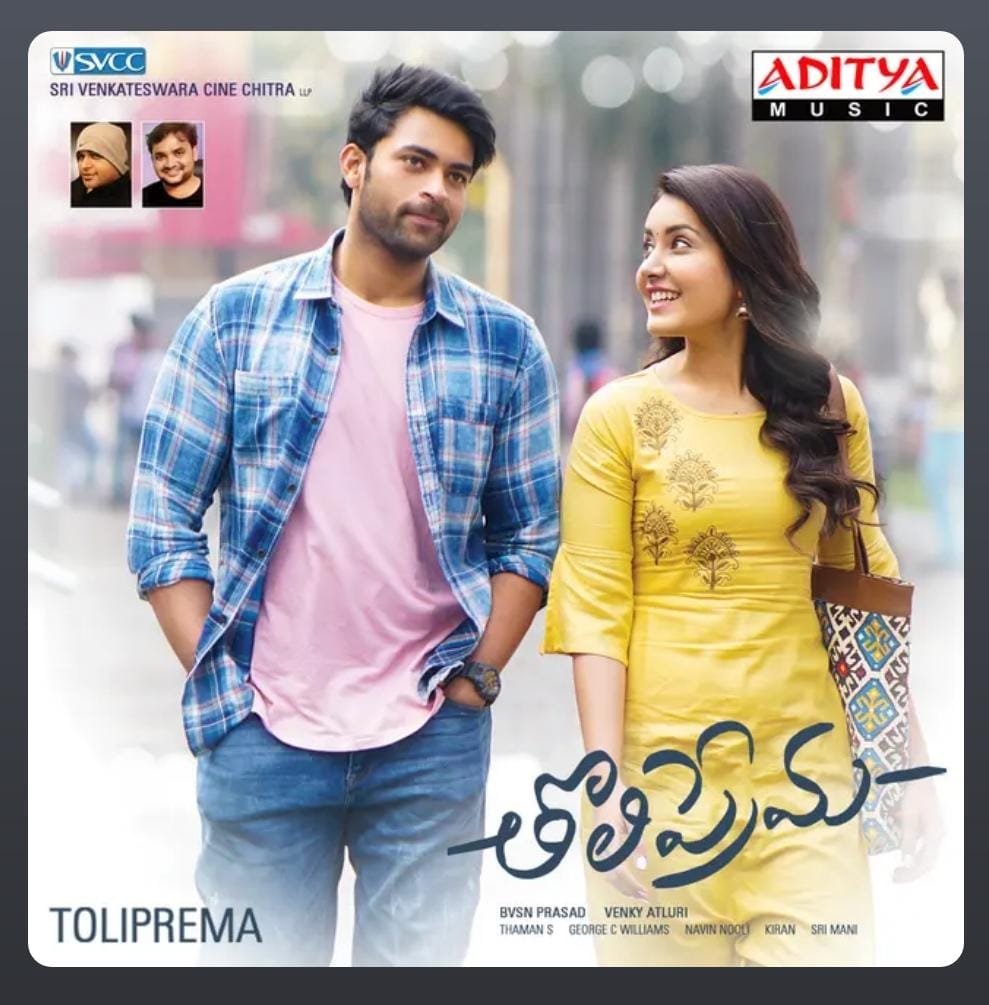 SVCC
SRI VENKATESWARA CINE CHITRA LLP
ADITYA
MUSIC
తొలిప్రేమ
TOLIPREMA
BVSN PRASAD VENKY ATLURI
THAMAN S GEORGE C WILLIAMS NAVIN NOOLI KIRAN SRI MANI